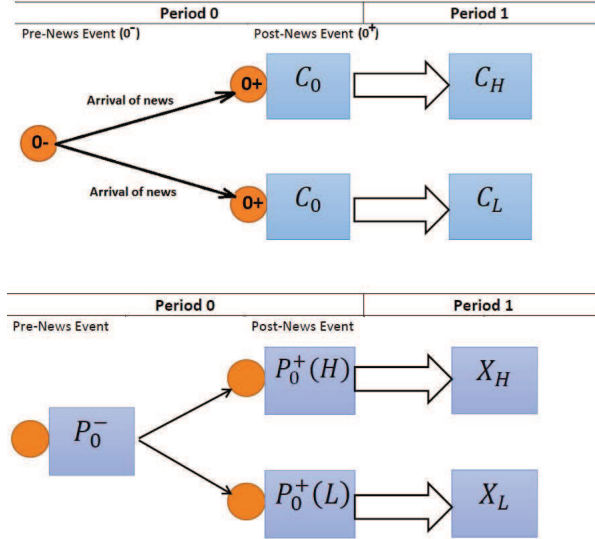 Period 0 Period 1
Pre-News Event (0⁻) Post-News Event (0⁺)
0+ C₀ C_H
Arrival of news
0-
Arrival of news
0+ C₀ C_L
Period 0 Period 1
Pre-News Event Post-News Event
P₀⁺(H) X_H
P₀⁻
P₀⁺(L) X_L